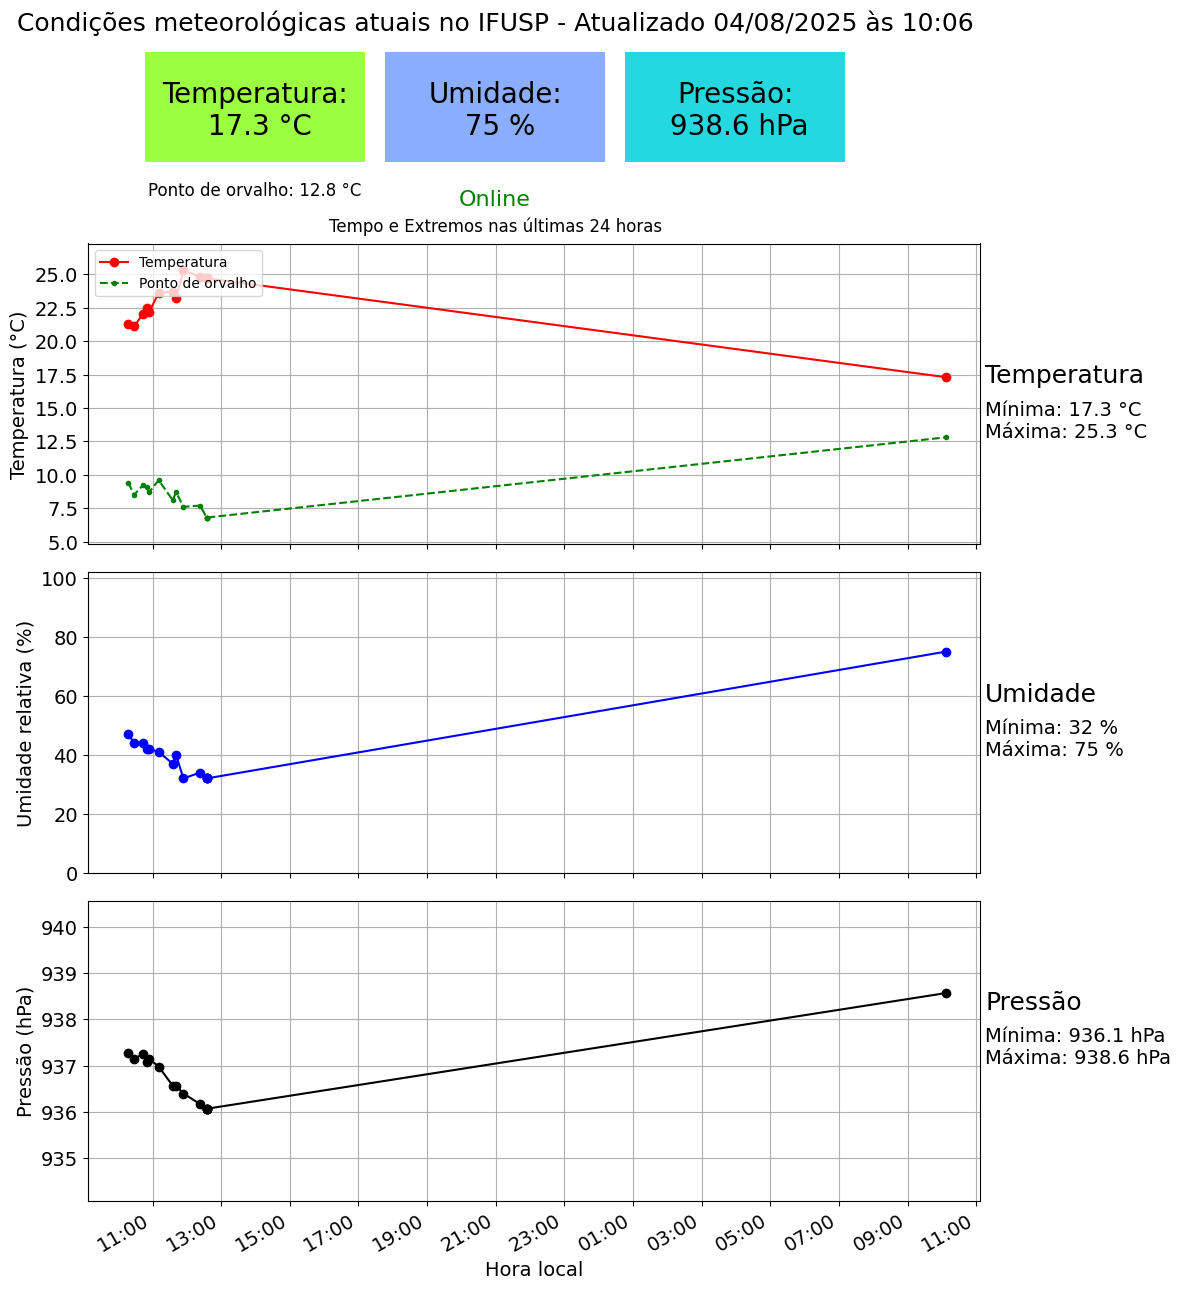 Condições meteorológicas atuais no IFUSP - Atualizado 04/08/2025 às 10:06
Temperatura:
17.3 °C
Umidade:
75 %
Pressão:
938.6 hPa
Ponto de orvalho: 12.8 °C
Online
Tempo e Extremos nas últimas 24 horas
Temperatura
Ponto de orvalho
Temperatura (°C)
25.0
22.5
20.0
17.5
15.0
12.5
10.0
7.5
5.0
Temperatura
Mínima: 17.3 °C
Máxima: 25.3 °C
Umidade relativa (%)
100
80
60
40
20
0
Umidade
Mínima: 32 %
Máxima: 75 %
Pressão (hPa)
940
939
938
937
936
935
Pressão
Mínima: 936.1 hPa
Máxima: 938.6 hPa
11:00 13:00 15:00 17:00 19:00 21:00 23:00 01:00 03:00 05:00 07:00 09:00 11:00
Hora local